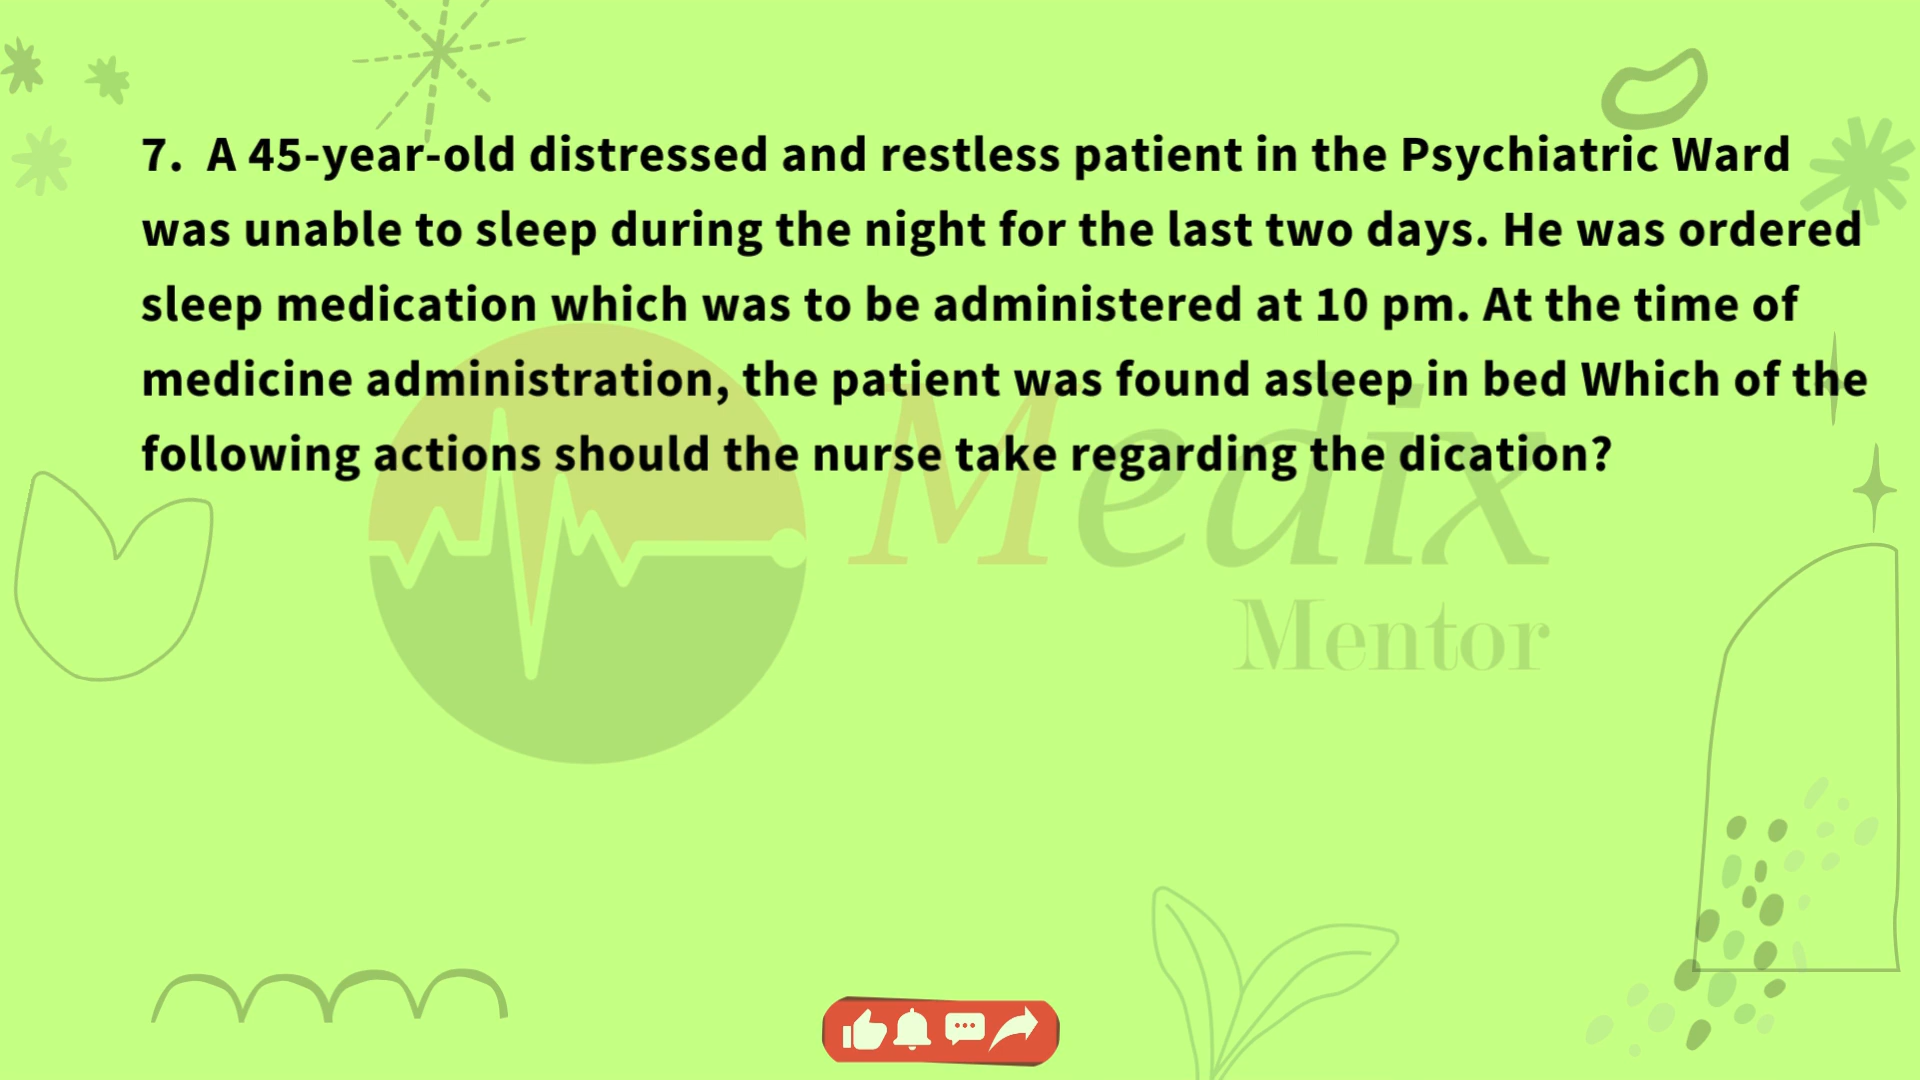 7. A 45-year-old distressed and restless patient in the Psychiatric Ward
was unable to sleep during the night for the last two days. He was ordered
sleep medication which was to be administered at 10 pm. At the time of
medicine administration, the patient was found asleep in bed Which of the
following actions should the nurse take regarding the dication?
Medix
Mentor